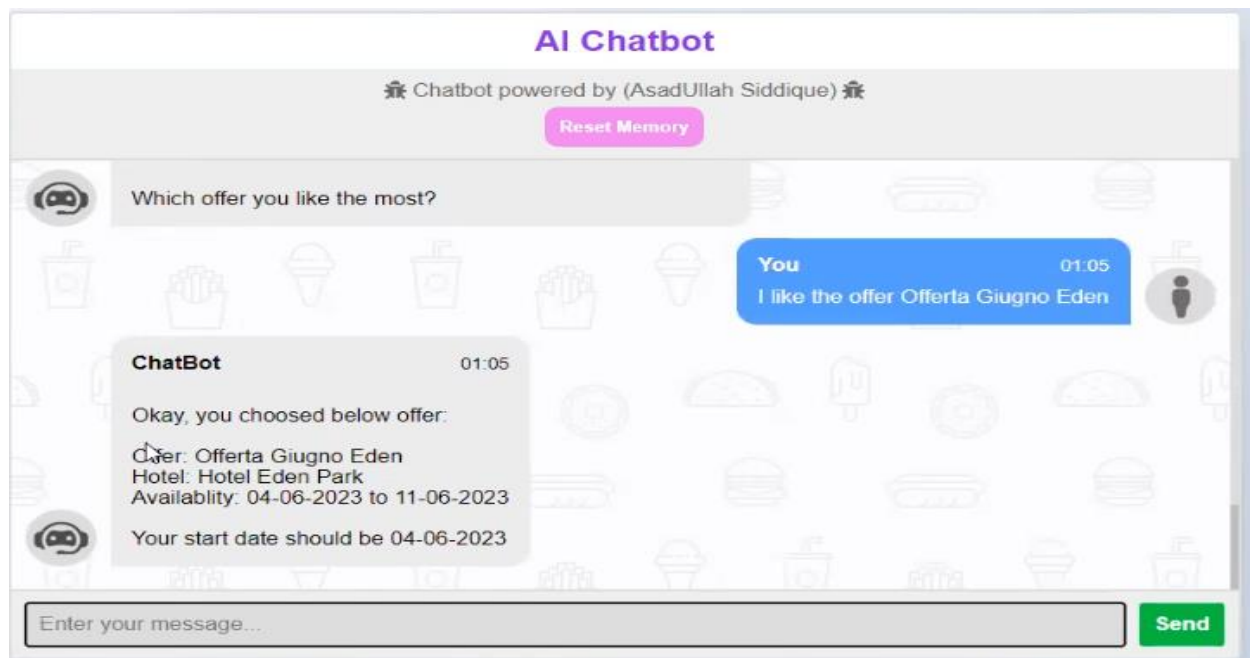 AI Chatbot
Chatbot powered by (AsadUllah Siddique)
Reset Memory
Which offer you like the most?
You 01:05
I like the offer Offerta Giugno Eden
ChatBot 01:05
Okay, you choosed below offer:
Offer: Offerta Giugno Eden
Hotel: Hotel Eden Park
Availablity: 04-06-2023 to 11-06-2023
Your start date should be 04-06-2023
Enter your message...
Send